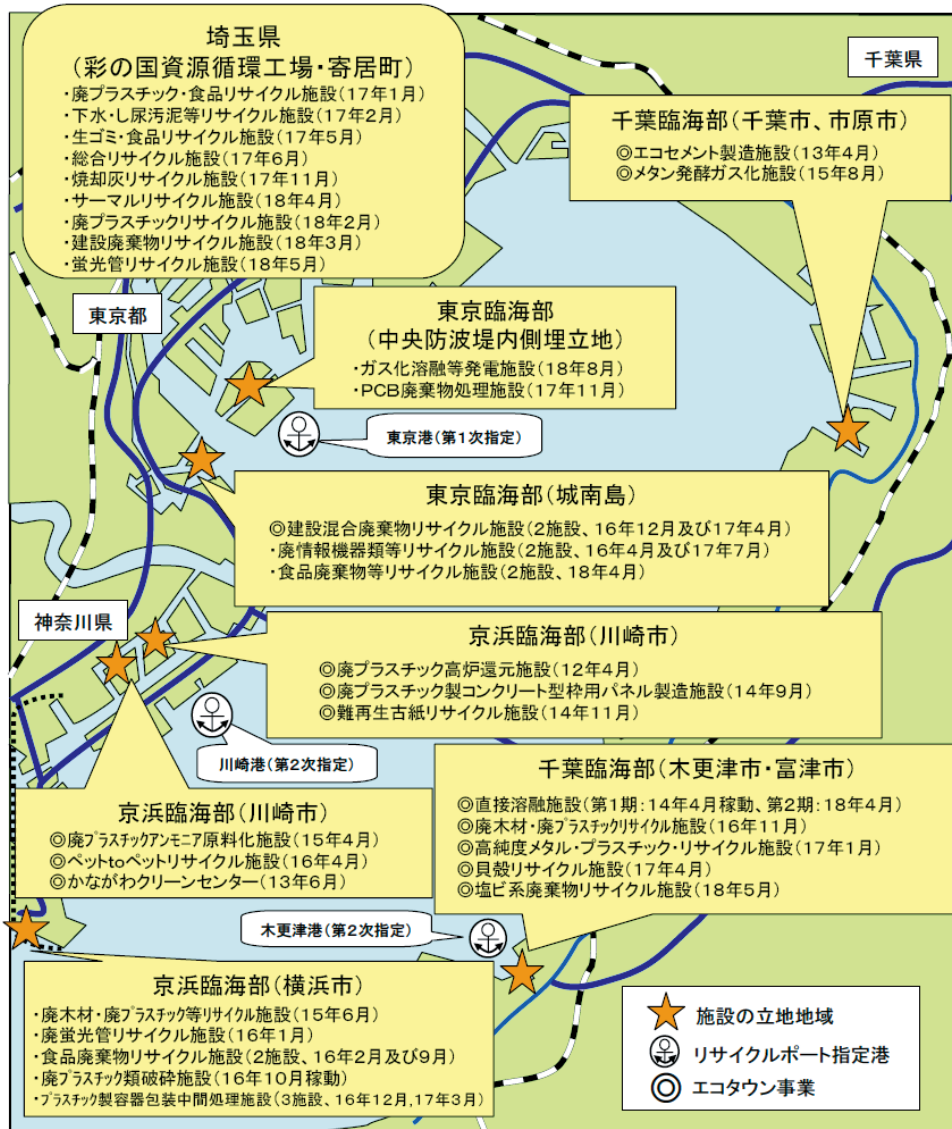 埼玉県
(彩の国資源循環工場・寄居町)
・廃プラスチック・食品リサイクル施設(17年1月)
・下水・し尿汚泥等リサイクル施設(17年2月)
・生ゴミ・食品リサイクル施設(17年5月)
・総合リサイクル施設(17年6月)
・焼却灰リサイクル施設(17年11月)
・サーマルリサイクル施設(18年4月)
・廃プラスチックリサイクル施設(18年2月)
・建設廃棄物リサイクル施設(18年3月)
・蛍光管リサイクル施設(18年5月)
千葉県
千葉臨海部(千葉市、市原市)
◎エコセメント製造施設(13年4月)
◎メタン発酵ガス化施設(15年8月)
東京都
東京臨海部
(中央防波堤内側埋立地)
・ガス化溶融等発電施設(18年8月)
・PCB廃棄物処理施設(17年11月)
東京港(第1次指定)
東京臨海部(城南島)
◎建設混合廃棄物リサイクル施設(2施設、16年12月及び17年4月)
・廃情報機器類等リサイクル施設(2施設、16年4月及び17年7月)
・食品廃棄物等リサイクル施設(2施設、18年4月)
神奈川県
京浜臨海部(川崎市)
◎廃プラスチック高炉還元施設(12年4月)
◎廃プラスチック製コンクリート型枠用パネル製造施設(14年9月)
◎難再生古紙リサイクル施設(14年11月)
川崎港(第2次指定)
京浜臨海部(川崎市)
◎廃プラスチックアンモニア原料化施設(15年4月)
◎ペットtoペットリサイクル施設(16年4月)
◎かながわクリーンセンター(13年6月)
千葉臨海部(木更津市・富津市)
◎直接溶融施設(第1期:14年4月稼動、第2期:18年4月)
◎廃木材・廃プラスチックリサイクル施設(16年11月)
◎高純度メタル・プラスチック・リサイクル施設(17年1月)
◎貝殻リサイクル施設(17年4月)
◎塩ビ系廃棄物リサイクル施設(18年5月)
木更津港(第2次指定)
京浜臨海部(横浜市)
・廃木材・廃プラスチック等リサイクル施設(15年6月)
・廃蛍光管リサイクル施設(16年1月)
・食品廃棄物リサイクル施設(2施設、16年2月及び9月)
・廃プラスチック類破砕施設(16年10月稼動)
・プラスチック製容器包装中間処理施設(3施設、16年12月,17年3月)
施設の立地地域
リサイクルポート指定港
エコタウン事業